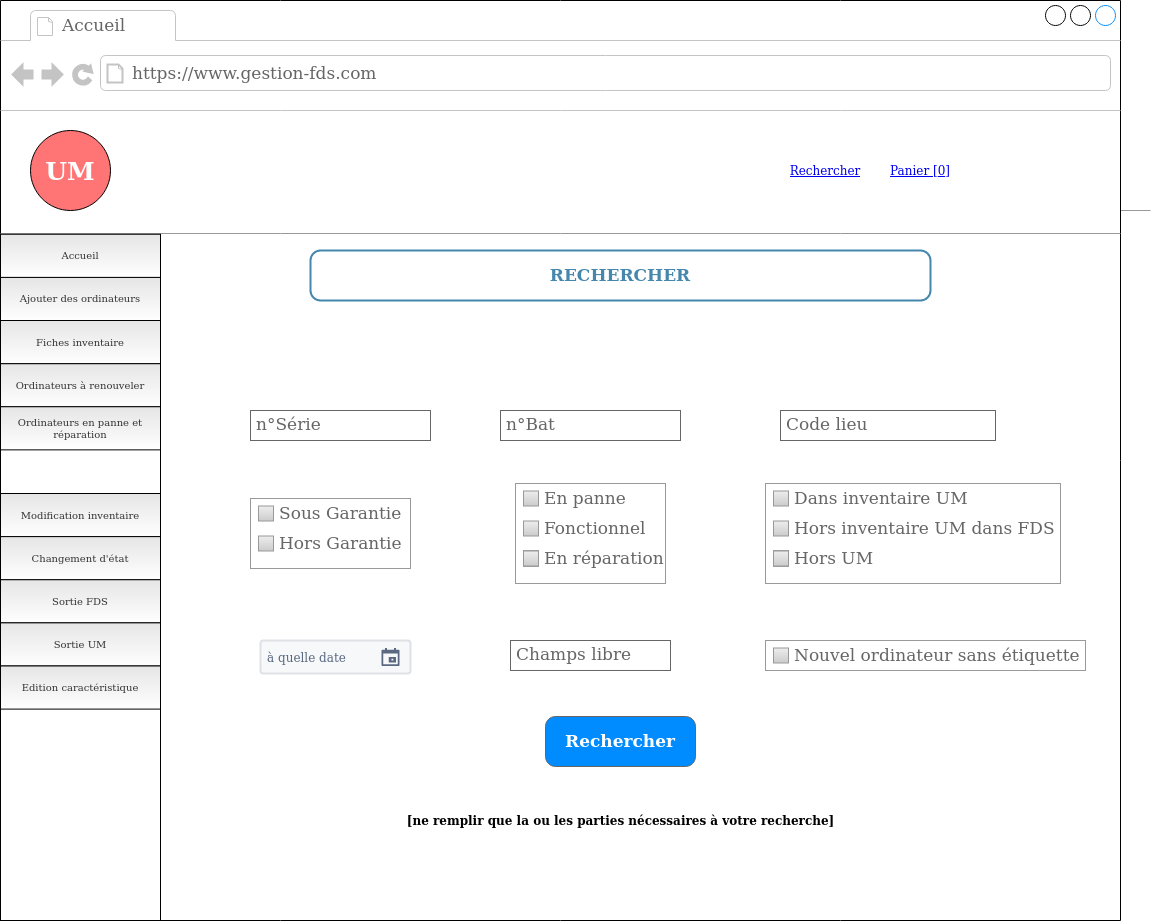 Accueil
https://www.gestion-fds.com
UM
Rechercher
Panier [0]
Accueil
Ajouter des ordinateurs
Fiches inventaire
Ordinateurs à renouveler
Ordinateurs en panne et
réparation
Modification inventaire
Changement d'état
Sortie FDS
Sortie UM
Edition caractéristique
RECHERCHER
n°Série
n°Bat
Code lieu
Sous Garantie
Hors Garantie
En panne
Fonctionnel
En réparation
Dans inventaire UM
Hors inventaire UM dans FDS
Hors UM
à quelle date
Champs libre
Nouvel ordinateur sans étiquette
Rechercher
[ne remplir que la ou les parties nécessaires à votre recherche]